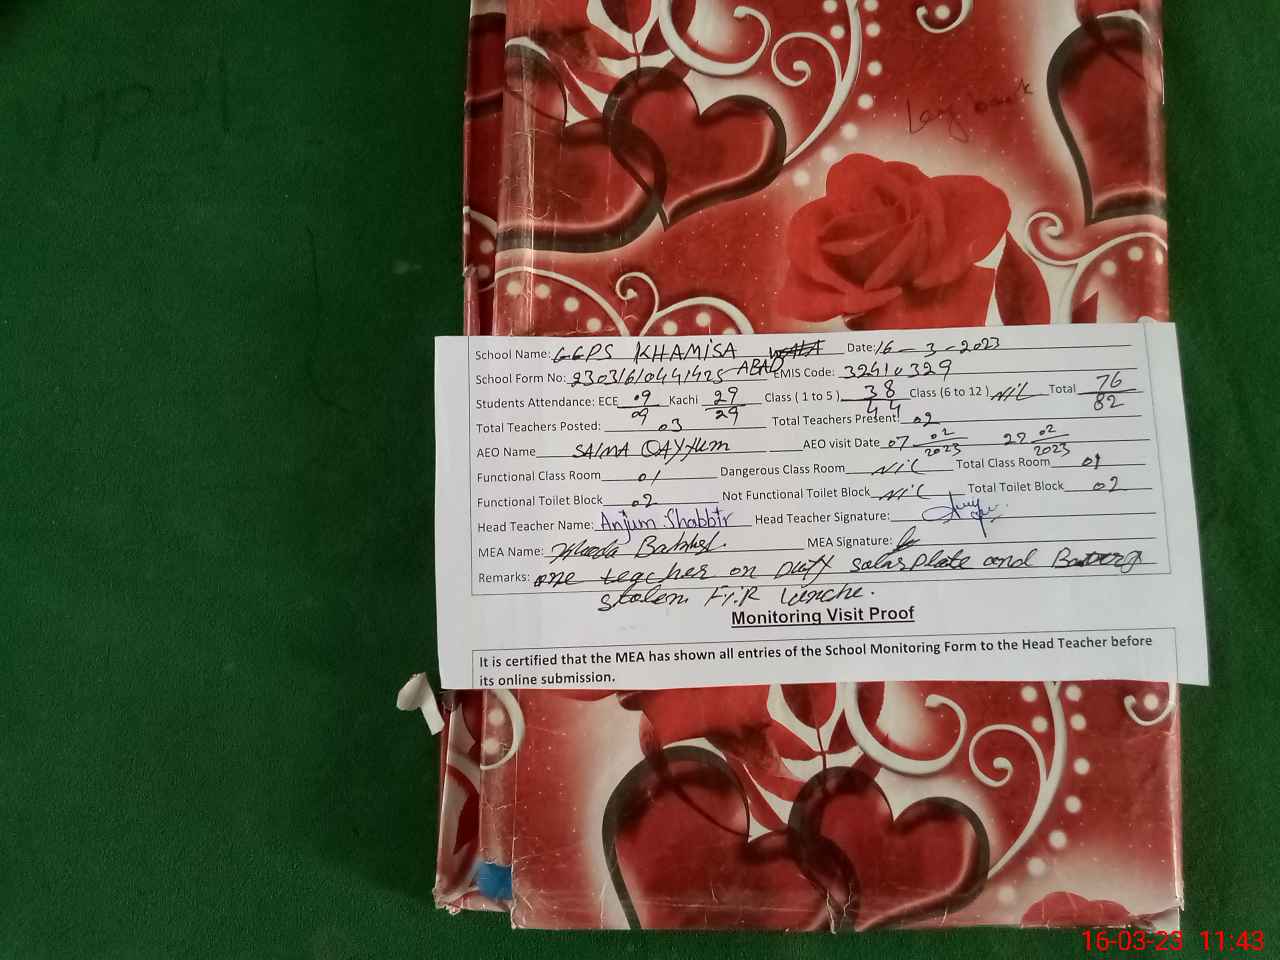 Lay bank
School Name: GGPS KHAMISA Date: 16-3-2023
School Form No: 23031610441425 ABAD EMIS Code: 32410329
Students Attendance: ECE 09/09 Kachi 29/29 Class ( 1 to 5 ) 38/44 Class (6 to 12 ) NIL Total 76/82
Total Teachers Posted: 03 Total Teachers Present: 02
AEO Name SAIMA QAYYUM AEO visit Date 07 02/2023 27 02/2023
Functional Class Room 01 Dangerous Class Room NIL Total Class Room 01
Functional Toilet Block 02 Not Functional Toilet Block NIL Total Toilet Block 02
Head Teacher Name: Anjum Shabbir Head Teacher Signature:
MEA Name: MEA Signature:
Remarks: one teacher on Duty solar plate and Battery
stolen F.I.R
Monitoring Visit Proof
It is certified that the MEA has shown all entries of the School Monitoring Form to the Head Teacher before
its online submission.
16-03-23 11:43